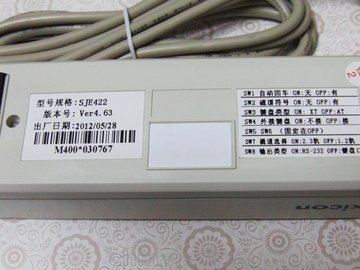 型号规格: SJE422
版本号: Ver4.63
出厂日期: 2012/05/28
M400*030767
SW1 自动回车 ON:无 OFF:有
SW2 磁道符号 ON:无 OFF:有
SW3 键盘类型 ON: XT OFF:AT
SW4 外接键盘 ON:不接 OFF:接
SW5 SW6 (固定在OFF)
SW7 磁道选择 ON:2.3轨 OFF:1.2轨
SW8 输出类型 ON:RS-232 OFF:键盘口
xicon